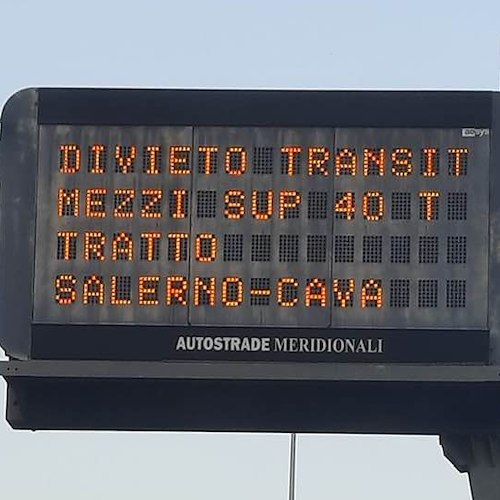 DIVIETO TRANSIT
MEZZI SUP 40 T
TRATTO
SALERNO-CAVA
AUTOSTRADE MERIDIONALI